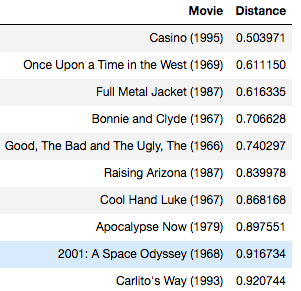 Movie Distance
Casino (1995) 0.503971
Once Upon a Time in the West (1969) 0.611150
Full Metal Jacket (1987) 0.616335
Bonnie and Clyde (1967) 0.706628
Good, The Bad and The Ugly, The (1966) 0.740297
Raising Arizona (1987) 0.839978
Cool Hand Luke (1967) 0.868168
Apocalypse Now (1979) 0.897551
2001: A Space Odyssey (1968) 0.916734
Carlito's Way (1993) 0.920744